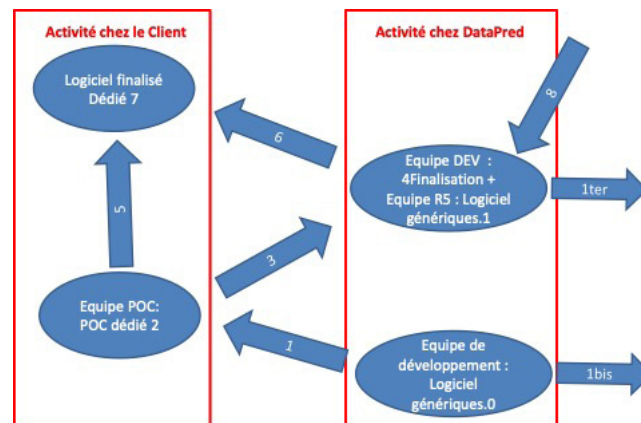 Activité chez le Client
Activité chez DataPred
Logiciel finalisé
Dédié 7
8
6
Equipe DEV :
4Finalisation +
Equipe R5 : Logiciel
génériques.1
1ter
5
3
Equipe POC:
POC dédié 2
1
Equipe de
développement :
Logiciel
génériques.0
1bis